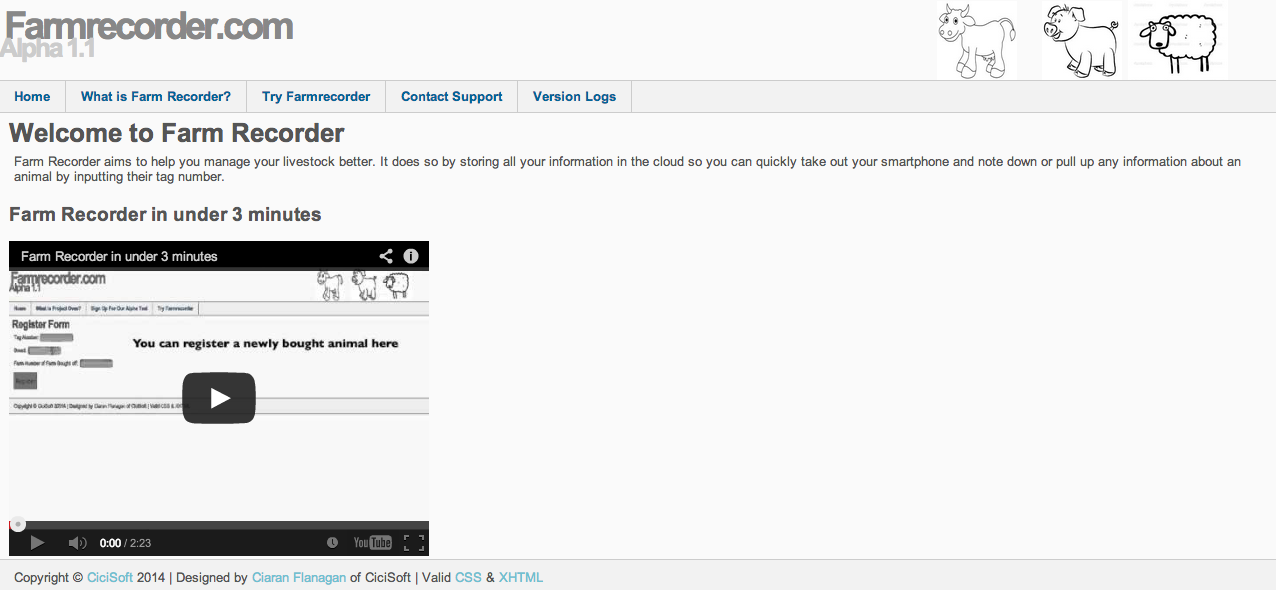 Farmrecorder.com
Alpha 1.1
Home
What is Farm Recorder?
Try Farmrecorder
Contact Support
Version Logs
Welcome to Farm Recorder
Farm Recorder aims to help you manage your livestock better. It does so by storing all your information in the cloud so you can quickly take out your smartphone and note down or pull up any information about an
animal by inputting their tag number.
Farm Recorder in under 3 minutes
Farm Recorder in under 3 minutes
Farmrecorder.com
Alpha 1.1
Home
What is Project Owen?
Sign Up For Our Alpha Test
Try Farmrecorder
Register Form
Tag Number:
Breed:
Farm Number of Farm Bought off:
You can register a newly bought animal here
Register
Copyright © CiciSoft 2014 | Designed by Ciaran Flanagan of CiciSoft | Valid CSS &
0:00 / 2:23
YouTube
Copyright © CiciSoft 2014 | Designed by Ciaran Flanagan of CiciSoft | Valid CSS & XHTML